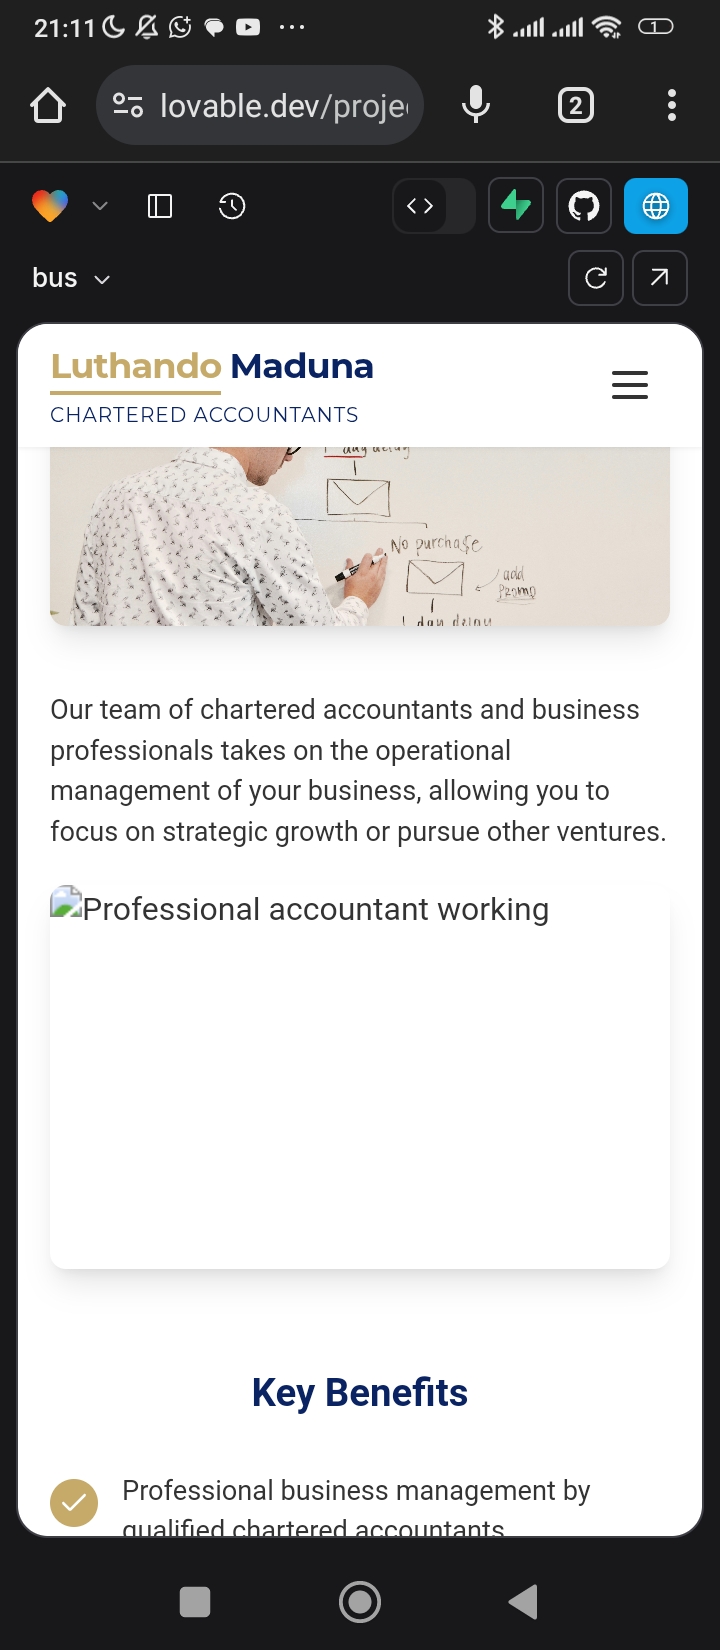 21:11
1
lovable.dev/proje
2
bus
Luthando Maduna
CHARTERED ACCOUNTANTS
1 day delay
No purchase
add
Promo
1 day delay
Our team of chartered accountants and business
professionals takes on the operational
management of your business, allowing you to
focus on strategic growth or pursue other ventures.
Professional accountant working
Key Benefits
Professional business management by
qualified chartered accountants